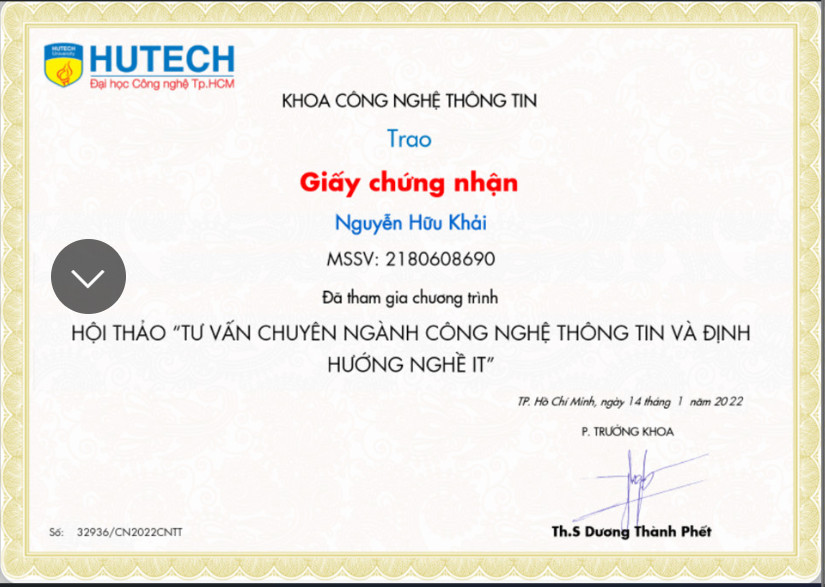 HUTECH
University
HUTECH
Đại học Công nghệ Tp.HCM
KHOA CÔNG NGHỆ THÔNG TIN
Trao
Giấy chứng nhận
Nguyễn Hữu Khải
MSSV: 2180608690
Đã tham gia chương trình
HỘI THẢO “TƯ VẤN CHUYÊN NGÀNH CÔNG NGHỆ THÔNG TIN VÀ ĐỊNH
HƯỚNG NGHỀ IT”
TP. Hồ Chí Minh, ngày 14 tháng 1 năm 2022
P. TRƯỞNG KHOA
Th.S Dương Thành Phết
Số: 32936/CN2022CNTT